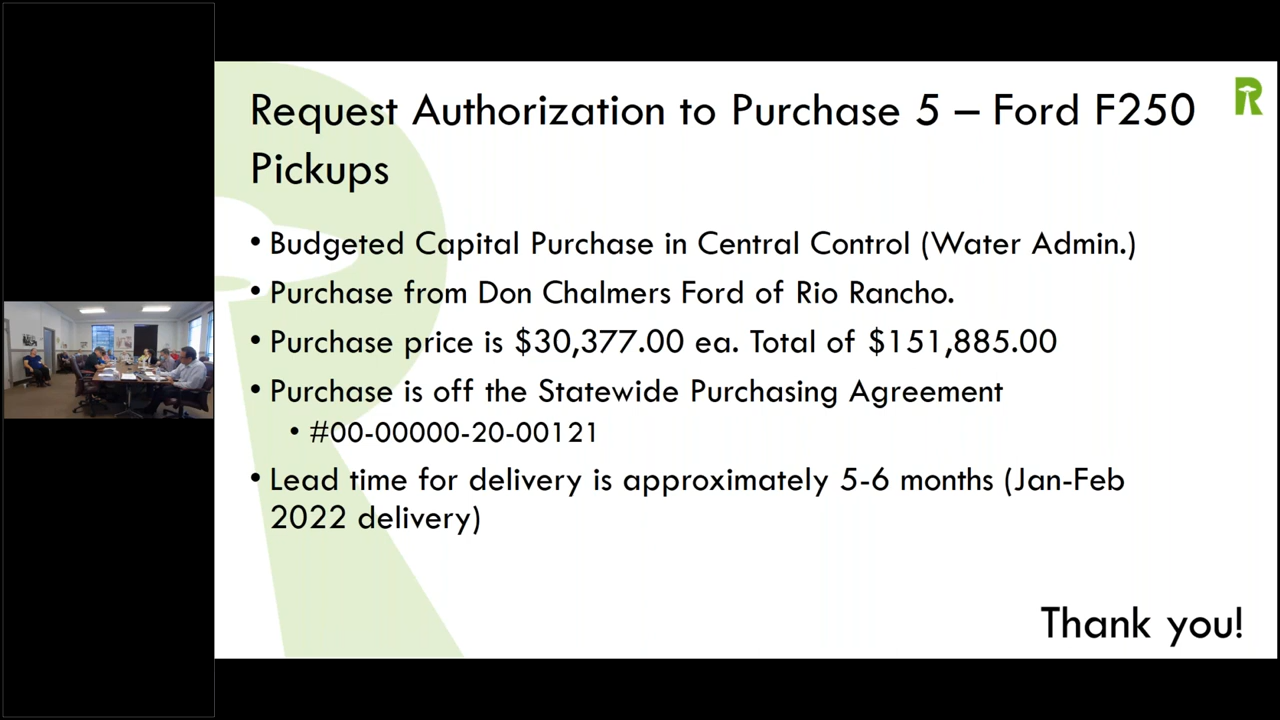 Request Authorization to Purchase 5 – Ford F250
Pickups
• Budgeted Capital Purchase in Central Control (Water Admin.)
• Purchase from Don Chalmers Ford of Rio Rancho.
• Purchase price is $30,377.00 ea. Total of $151,885.00
• Purchase is off the Statewide Purchasing Agreement
• #00-00000-20-00121
• Lead time for delivery is approximately 5-6 months (Jan-Feb
2022 delivery)
Thank you!